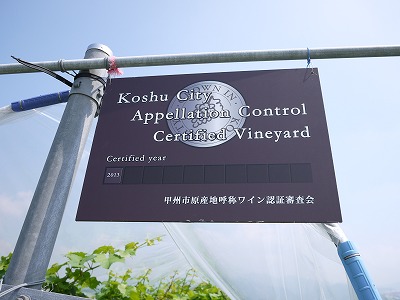 Koshu City
Appellation Control
Certified Vineyard
Certified year
2011
甲州市原産地呼称ワイン認証審査会